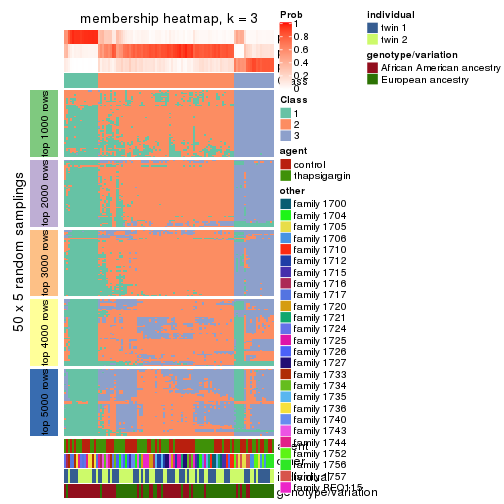 membership heatmap, k = 3
50 x 5 random samplings
top 1000 rows
top 2000 rows
top 3000 rows
top 4000 rows
top 5000 rows
Prob
1
0.8
0.6
0.4
0.2
0
Class
1
2
3
agent
control
thapsigargin
other
family 1700
family 1704
family 1705
family 1706
family 1710
family 1712
family 1715
family 1716
family 1717
family 1720
family 1721
family 1724
family 1725
family 1726
family 1727
family 1733
family 1734
family 1735
family 1736
family 1740
family 1743
family 1744
family 1752
family 1756
family 1757
family BEO115
individual
twin 1
twin 2
genotype/variation
African American ancestry
European ancestry
agent
other
individual
genotype/variation